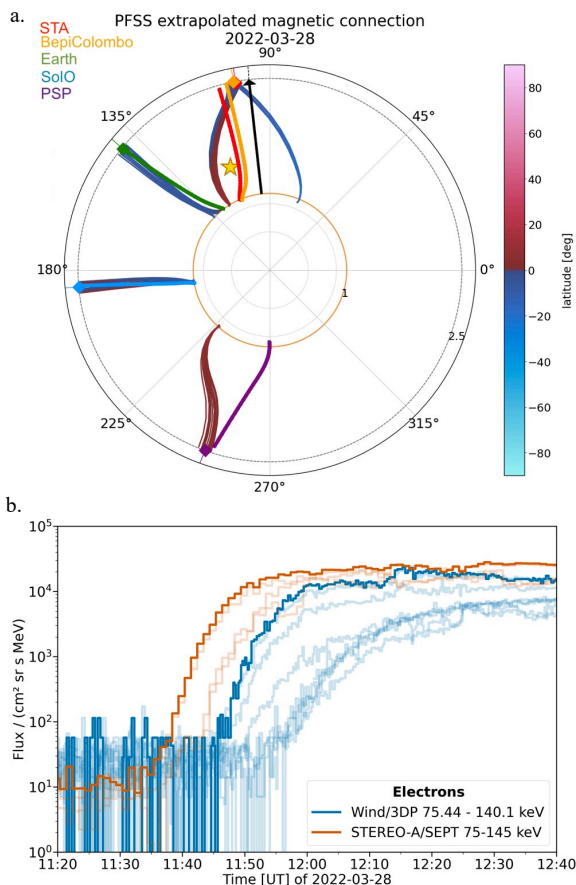 a.
PFSS extrapolated magnetic connection
2022-03-28
STA
BepiColombo
Earth
SolO
PSP
90°
135°
45°
180°
0°
225°
315°
270°
1
2.5
80
60
40
20
0
−20
−40
−60
−80
latitude [deg]
b.
10⁵
10⁴
10³
10²
10¹
10⁰
Flux / (cm² sr s MeV)
Electrons
Wind/3DP 75.44 - 140.1 keV
STEREO-A/SEPT 75-145 keV
11:20 11:30 11:40 11:50 12:00 12:10 12:20 12:30 12:40
Time [UT] of 2022-03-28